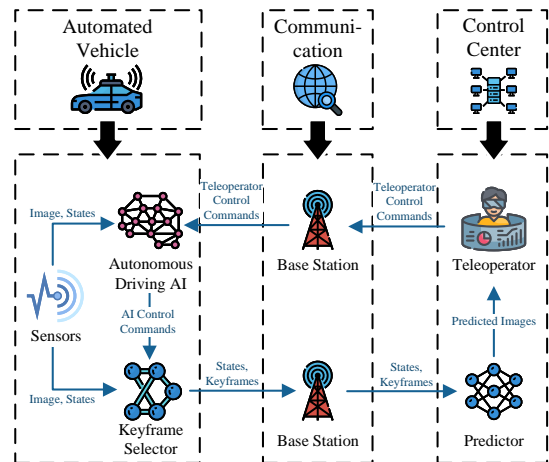 Automated
Vehicle
Communi-
cation
Control
Center
Teleoperator
Control
Commands
Teleoperator
Control
Commands
Image, States
Autonomous
Driving AI
Base Station
Teleoperator
Sensors
AI Control
Commands
Predicted Images
States,
Keyframes
States,
Keyframes
Image, States
Keyframe
Selector
Base Station
Predictor